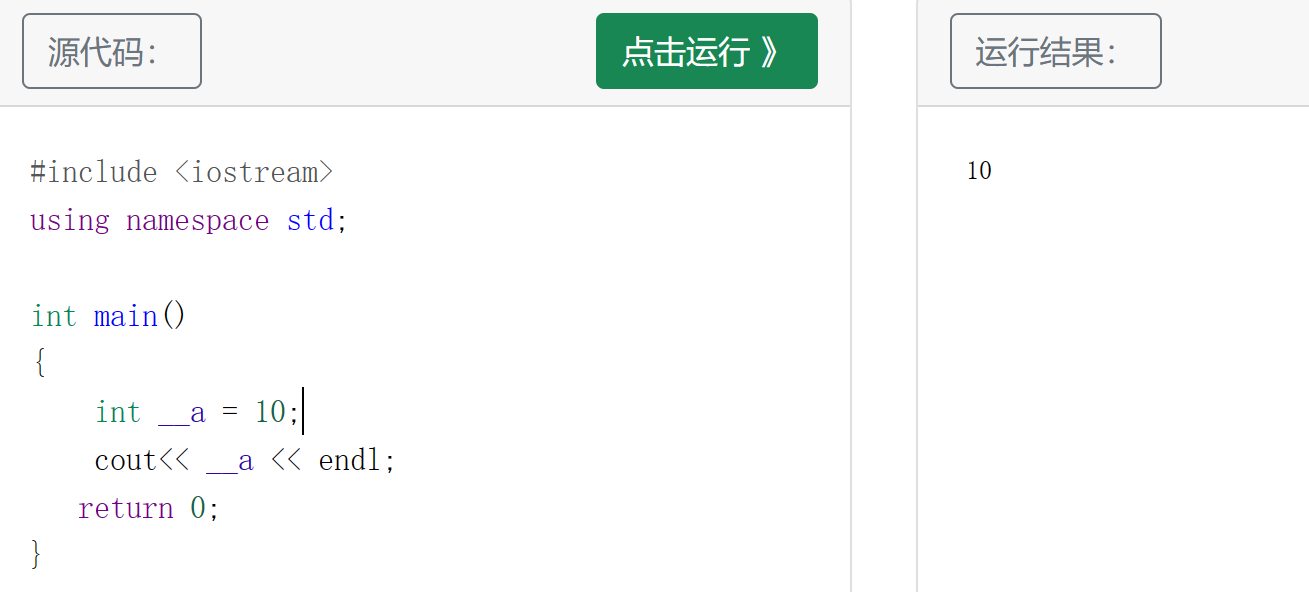 源代码：
点击运行 》
运行结果：
#include <iostream>
using namespace std;
int main()
{
    int __a = 10;
    cout<< __a << endl;
   return 0;
}
10